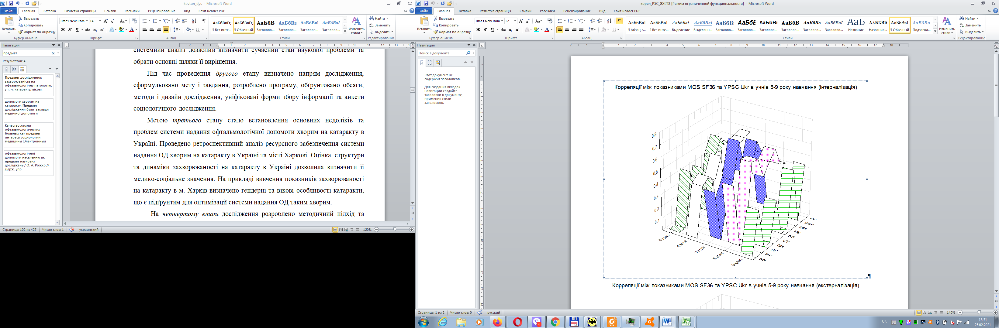 kovtun_dys - Microsoft Word
Файл Главная Вставка Разметка страницы Ссылки Рассылки Рецензирование Вид Foxit Reader PDF
Вставить
Вырезать
Копировать
Формат по образцу
Буфер обмена
Times New Rom 14
Ж К Ч abc x₂ x²
Шрифт
Абзац
АаБбВвГг, АаБбВвГг, АаБбВ АаБбВв АаБбВвІ АаБбВвІ
¶ Без инте... ¶ Обычный Заголово... Заголово... Заголово... Заголово...
Стили
Изменить стили
Найти
Заменить
Выделить
Редактирование
Навигация
предмет
Результатов: 4
Предмет дослідження:
захворюваність на
офтальмологічну патологію,
у т. ч. катаракту; вікові,
допомоги хворим на
катаракту. Предмет
дослідження були заклади
медичної допомоги
Качество жизни
офтальмологических
больных как предмет
интереса социологии
медицины [Электронный
офтальмологічної
допомоги населенню як
предмет наукових
досліджень / О. А. Рожко //
Держ. упр
системний аналіз дозволив визначити сучасний стан наукової проблеми та
обрати основні шляхи її вирішення.
Під час проведення другого етапу визначено напрям дослідження,
сформульовано мету і завдання, розроблено програму, обґрунтовано обсяги,
методи і дизайн дослідження, уніфіковані форми збору інформації та анкети
соціологічного дослідження.
Метою третього етапу стало встановлення основних недоліків та
проблем системи надання офтальмологічної допомоги хворим на катаракту в
Україні. Проведено ретроспективний аналіз ресурсного забезпечення системи
надання ОД хворим на катаракту в Україні та місті Харкові. Оцінка структури
та динаміки захворюваності на катаракту в Україні дозволила визначити її
медико-соціальне значення. На прикладі вивчення показників захворюваності
на катаракту в м. Харків визначено гендерні та вікові особливості катаракти,
що є підґрунтям для оптимізації системи надання ОД таким хворим.
На четвертому етапі дослідження розроблено методичний підхід та
Страница: 102 из 427 Число слов: 1 украинский 120%
корел_PSC_ЯЖПЗ [Режим ограниченной функциональности] - Microsoft Word
Файл Главная Вставка Разметка страницы Ссылки Рассылки Рецензирование Вид Foxit Reader PDF
Вставить
Вырезать
Копировать
Формат по образцу
Буфер обмена
Times New Rom 12
Ж К Ч abc x₂ x²
Шрифт
Абзац
¶ Абзац с... ¶ Без инте... Выделение Выделенн... Заголово... Заголово... Заголово... Заголово... Заголово... Заголово... Название Название... ¶ Обычный Подзагол...
Стили
Изменить стили
Найти
Заменить
Выделить
Редактирование
Навигация
Поиск в документе
Этот документ не
содержит заголовков.
Для создания вкладок
навигации создайте
заголовки в документе,
применив стили
заголовков.
Корреляції між показниками MOS SF36 та YPSC Ukr в учнів 5-9 року навчання (інтерналізація)
0.8
0.7
0.6
0.5
0.4
0.3
0.2
0.1
5 клас
6 клас
7 клас
8 клас
9 клас
FF
ScF
MH
RE
SF
VT
GH
RP
PF
BP
Корреляції між показниками MOS SF36 та YPSC Ukr в учнів 5-9 року навчання (екстерналізація)
Страница: 1 из 2 Число слов: 0 русский 140%
UK
18:31
25.02.2021